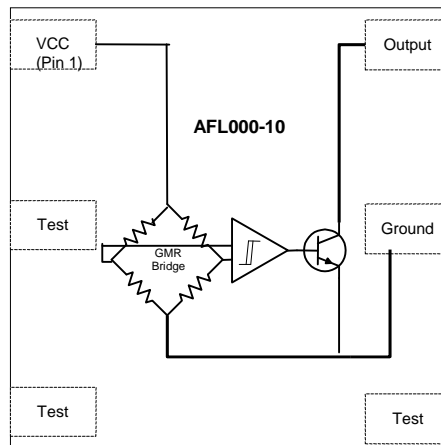 VCC
(Pin 1)
Output
AFL000-10
Test
GMR
Bridge
Ground
Test
Test